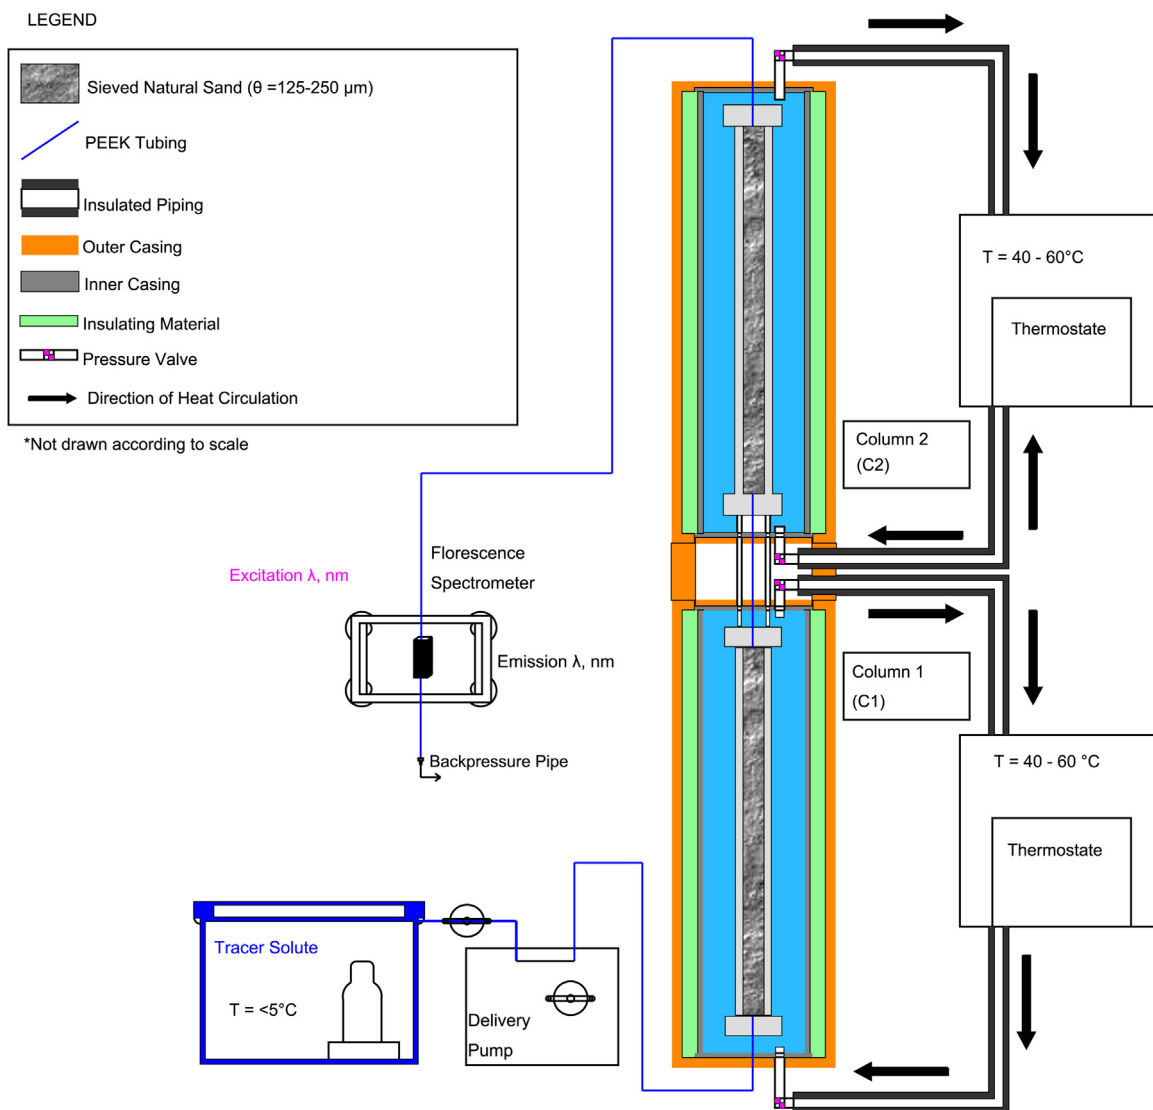 LEGEND
Sieved Natural Sand (θ =125-250 µm)
PEEK Tubing
Insulated Piping
Outer Casing
Inner Casing
Insulating Material
Pressure Valve
Direction of Heat Circulation
*Not drawn according to scale
T = 40 - 60°C
Thermostate
Column 2
(C2)
Florescence
Spectrometer
Excitation λ, nm
Emission λ, nm
Column 1
(C1)
Backpressure Pipe
T = 40 - 60 °C
Thermostate
Tracer Solute
T = <5°C
Delivery
Pump